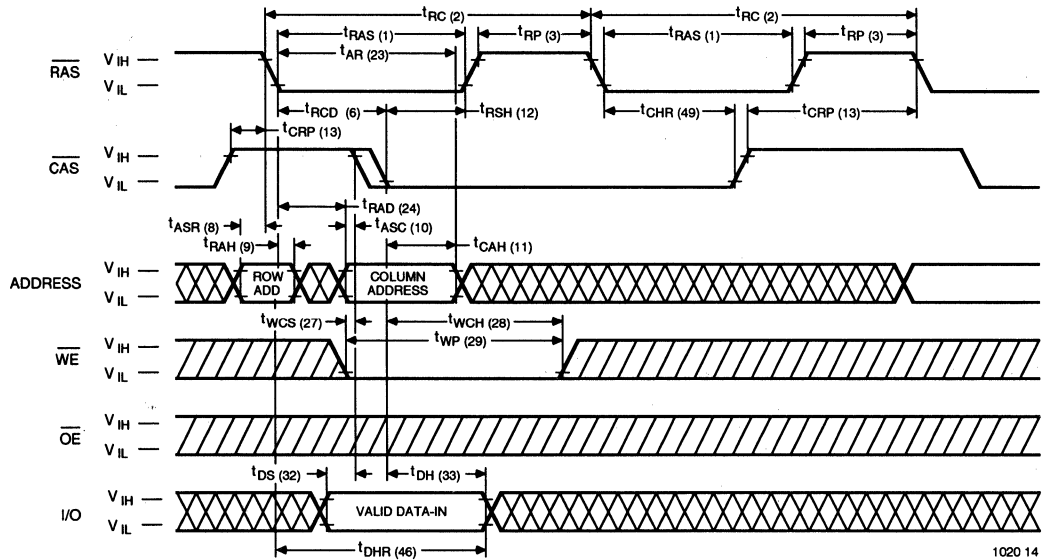 tRC (2) tRC (2)
tRAS (1) tRP (3) tRAS (1) tRP (3)
tAR (23)
RAS VIH
VIL
tRCD (6) tRSH (12) tCHR (49) tCRP (13)
tCRP (13)
CAS VIH
VIL
tRAD (24)
tASR (8) tASC (10)
tRAH (9) tCAH (11)
ADDRESS VIH
VIL
ROW ADD
COLUMN ADDRESS
tWCS (27) tWCH (28)
tWP (29)
WE VIH
VIL
OE VIH
VIL
tDS (32) tDH (33)
I/O VIH
VIL
VALID DATA-IN
tDHR (46)
1020 14